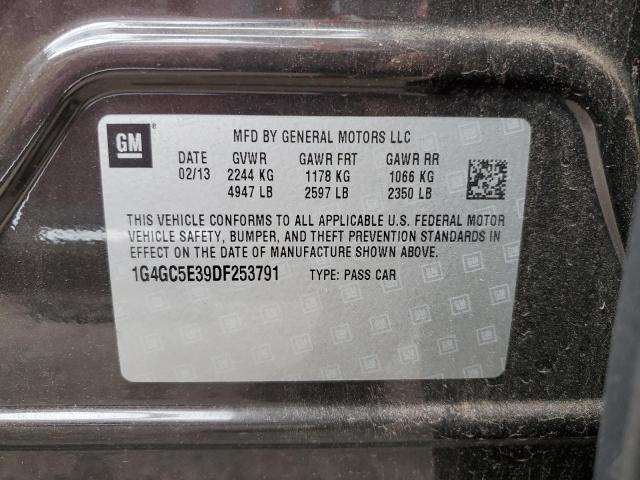 GM®
MFD BY GENERAL MOTORS LLC
DATE GVWR GAWR FRT GAWR RR
02/13 2244 KG 1178 KG 1066 KG
4947 LB 2597 LB 2350 LB
THIS VEHICLE CONFORMS TO ALL APPLICABLE U.S. FEDERAL MOTOR
VEHICLE SAFETY, BUMPER, AND THEFT PREVENTION STANDARDS IN
EFFECT ON THE DATE OF MANUFACTURE SHOWN ABOVE.
1G4GC5E39DF253791 TYPE: PASS CAR